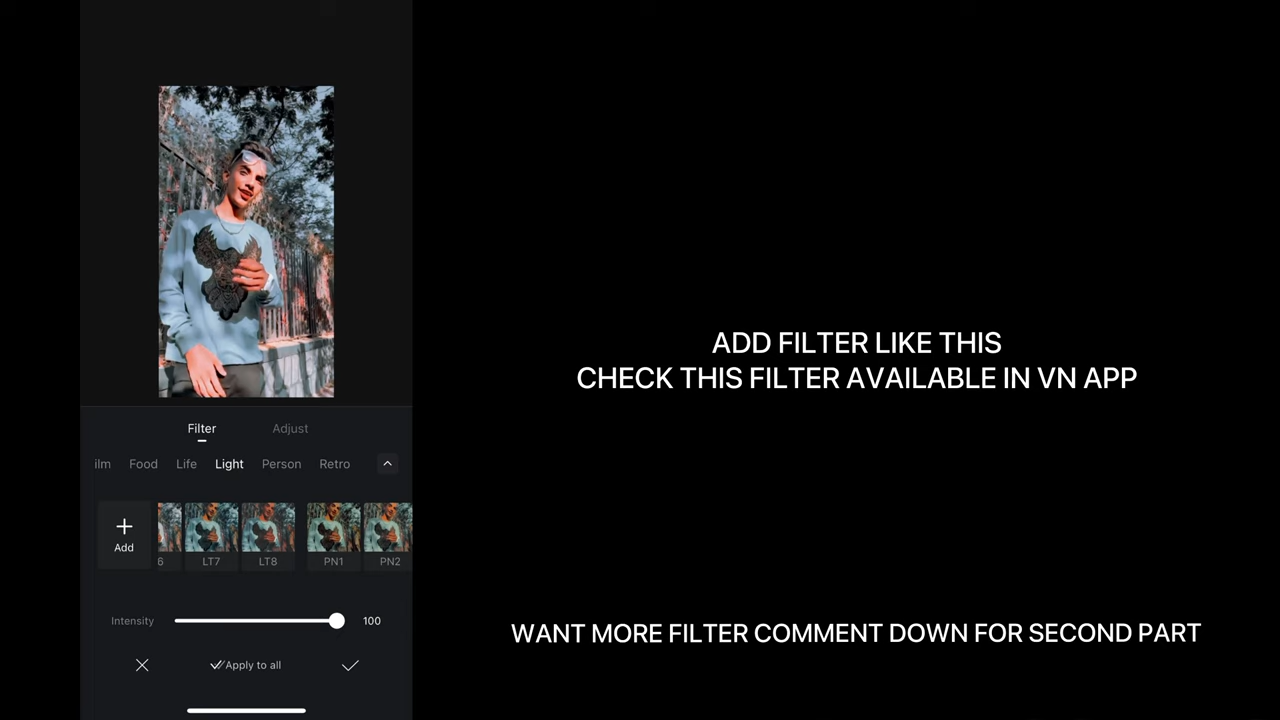 Filter Adjust
ilm Food Life Light Person Retro
Add
6 LT7 LT8 PN1 PN2
Intensity 100
Apply to all
ADD FILTER LIKE THIS
CHECK THIS FILTER AVAILABLE IN VN APP
WANT MORE FILTER COMMENT DOWN FOR SECOND PART